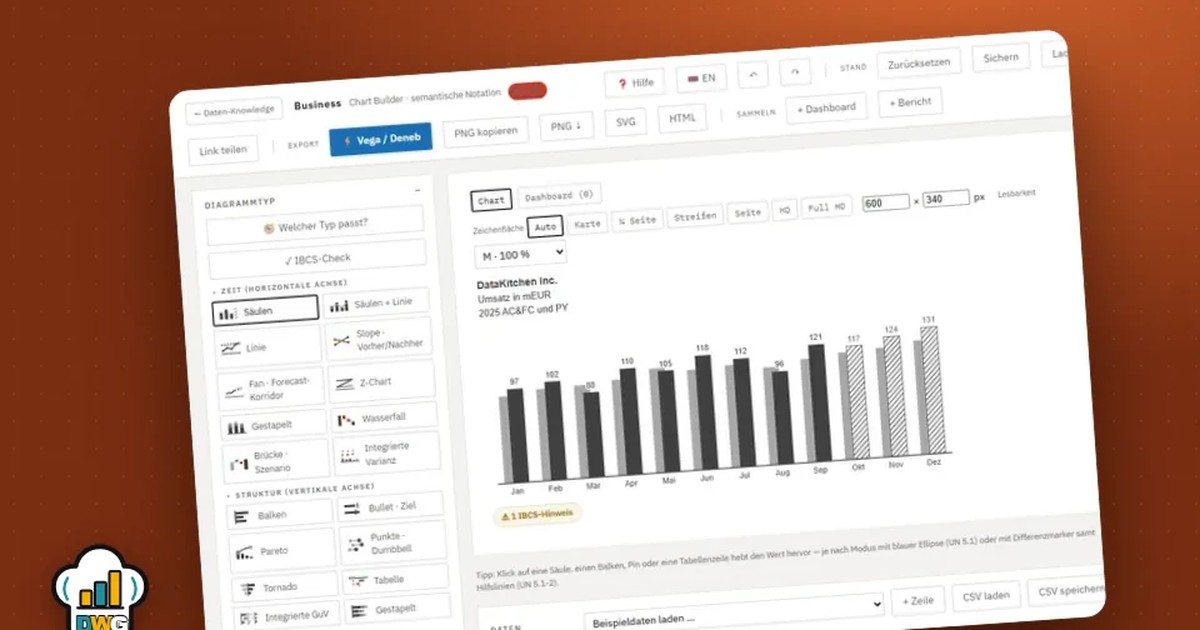 ← Daten-Knowledge
Business Chart Builder · semantische Notation
❓ Hilfe
EN
↶
↷
STAND
Zurücksetzen
Sichern
Link teilen
EXPORT
Vega / Deneb
PNG kopieren
PNG ↓
SVG
HTML
SAMMELN
+ Dashboard
+ Bericht
DIAGRAMMTYP
−
Welcher Typ passt?
✓ IBCS-Check
ZEIT (HORIZONTALE ACHSE)
Säulen
Säulen + Linie
Linie
Slope ·
Vorher/Nachher
Fan · Forecast-
Korridor
Z-Chart
Gestapelt
Wasserfall
Brücke ·
Szenario
Integrierte
Varianz
STRUKTUR (VERTIKALE ACHSE)
Balken
Bullet · Ziel
Pareto
Punkte ·
Dumbbell
Tornado
Tabelle
Integrierte GuV
Gestapelt
Chart
Dashboard (0)
Zeichenfläche
Auto
Karte
¼ Seite
Streifen
Seite
HD
Full HD
600 × 340 px
Lesbarkeit
M · 100 %
DataKitchen Inc.
Umsatz in mEUR
2025 AC&FC und PY
97 102 88 110 105 118 112 96 121 117 124 131
Jan Feb Mär Apr Mai Jun Jul Aug Sep Okt Nov Dez
⚠ 1 IBCS-Hinweis
Tipp: Klick auf eine Säule, einen Balken, Pin oder eine Tabellenzeile hebt den Wert hervor — je nach Modus mit blauer Ellipse (UN 5.1) oder mit Differenzmarker samt
Hilfslinien (UN 5.1-2).
DATEN
Beispieldaten laden ...
+ Zeile
CSV laden
CSV speichern
DWG